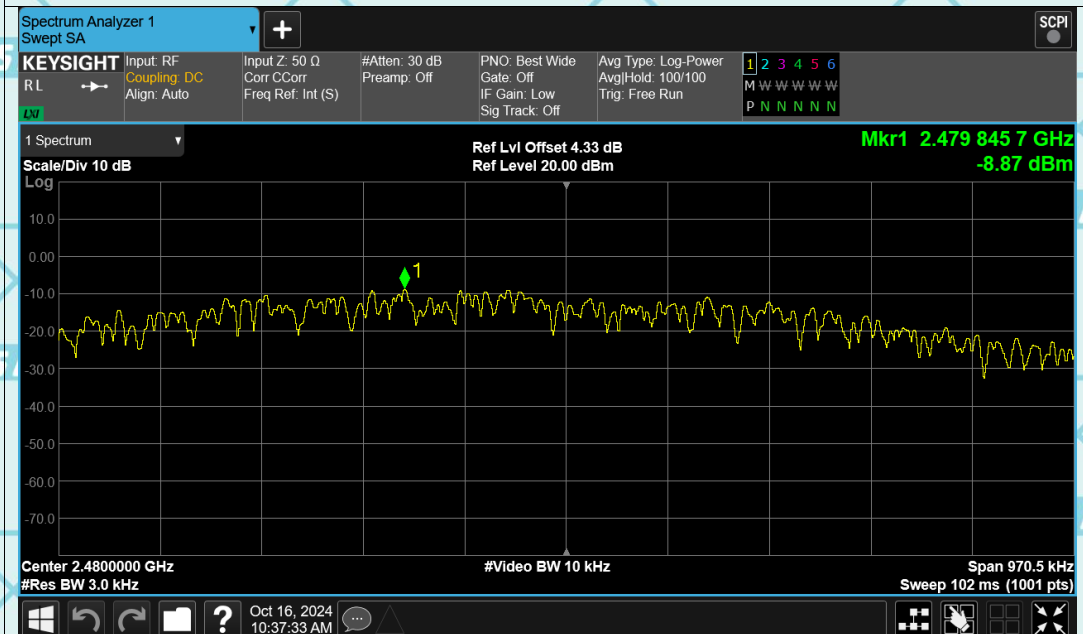 Spectrum Analyzer 1
Swept SA
+
SCPI
KEYSIGHT
RL
LXI
Input: RF
Coupling: DC
Align: Auto
Input Z: 50 Ω
Corr CCorr
Freq Ref: Int (S)
#Atten: 30 dB
Preamp: Off
PNO: Best Wide
Gate: Off
IF Gain: Low
Sig Track: Off
Avg Type: Log-Power
Avg|Hold: 100/100
Trig: Free Run
1 2 3 4 5 6
M W W W W W W
P N N N N N
1 Spectrum
Scale/Div 10 dB
Log
Ref Lvl Offset 4.33 dB
Ref Level 20.00 dBm
Mkr1 2.479 845 7 GHz
-8.87 dBm
10.0
0.00
-10.0
-20.0
-30.0
-40.0
-50.0
-60.0
-70.0
1
Center 2.4800000 GHz
#Res BW 3.0 kHz
#Video BW 10 kHz
Span 970.5 kHz
Sweep 102 ms (1001 pts)
?
Oct 16, 2024
10:37:33 AM